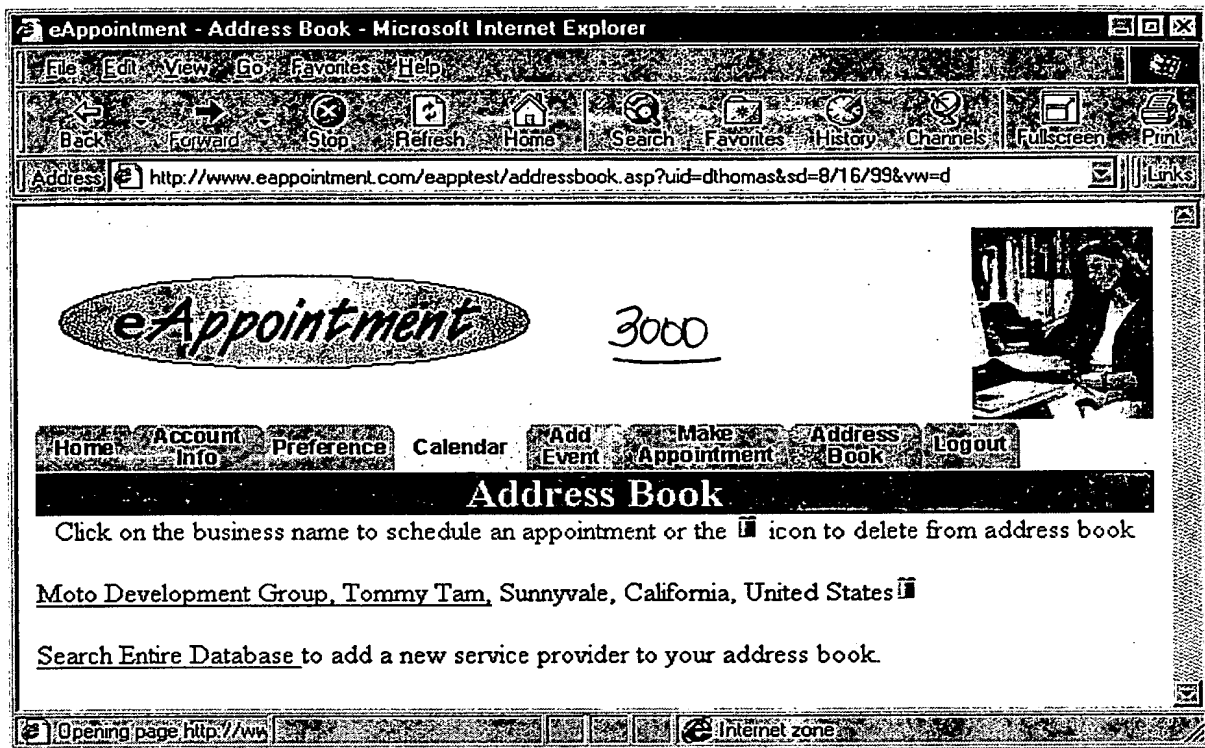 eAppointment - Address Book - Microsoft Internet Explorer
File Edit View Go Favorites Help
Back Forward Stop Refresh Home Search Favorites History Channels Fullscreen Print
Address http://www.eappointment.com/eapptest/addressbook.asp?uid=dthomas&sd=8/16/99&vw=d Links
eAppointment 3000
Home Account Info Preference Calendar Add Event Make Appointment Address Book Logout
Address Book
Click on the business name to schedule an appointment or the icon to delete from address book
Moto Development Group, Tommy Tam, Sunnyvale, California, United States
Search Entire Database to add a new service provider to your address book.
Opening page http://ww Internet zone